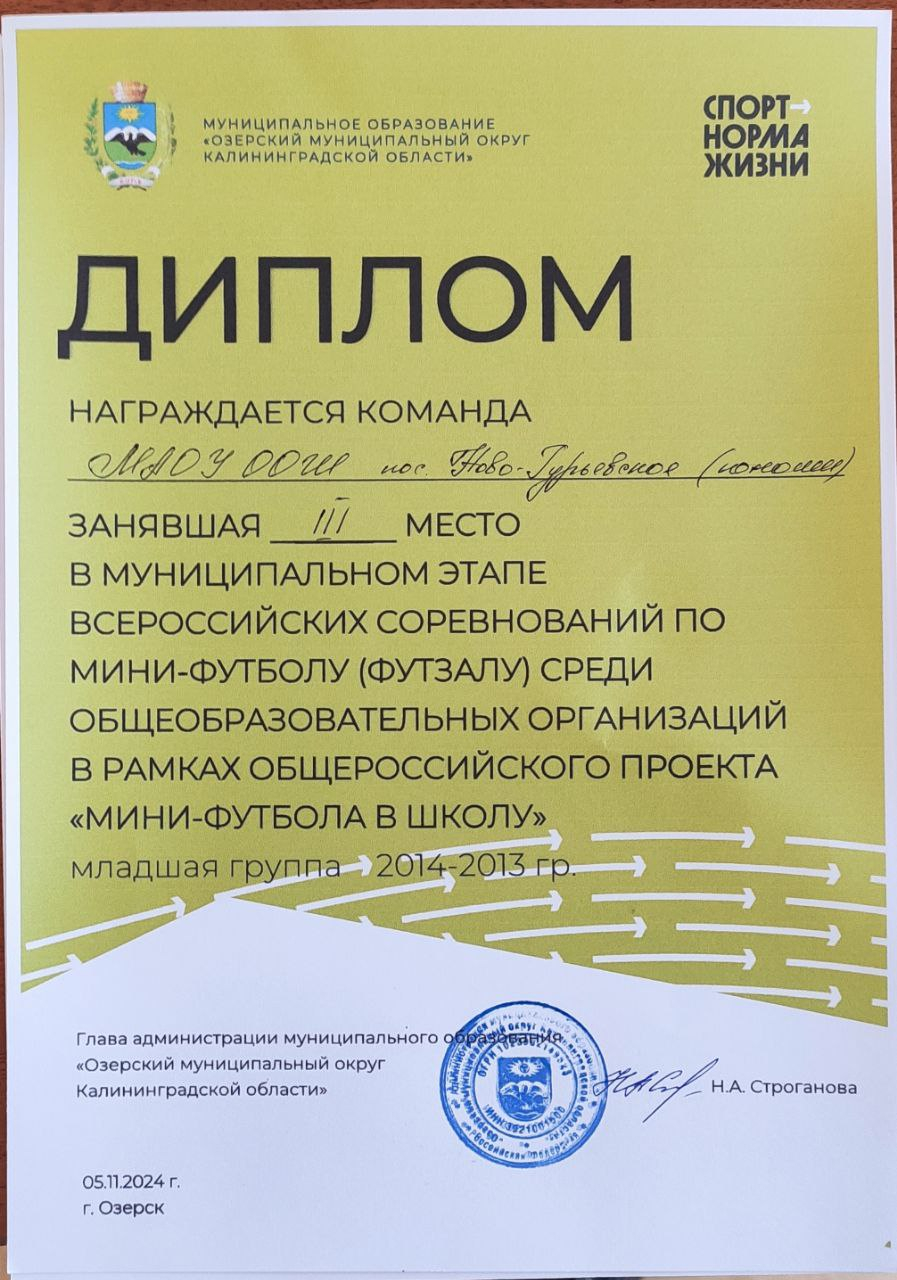 МУНИЦИПАЛЬНОЕ ОБРАЗОВАНИЕ
«ОЗЕРСКИЙ МУНИЦИПАЛЬНЫЙ ОКРУГ
КАЛИНИНГРАДСКОЙ ОБЛАСТИ»
СПОРТ
НОРМА
ЖИЗНИ
ДИПЛОМ
НАГРАЖДАЕТСЯ КОМАНДА
МАОУ ООШ пос. Ново-Гурьевское
ЗАНЯВШАЯ III МЕСТО
В МУНИЦИПАЛЬНОМ ЭТАПЕ
ВСЕРОССИЙСКИХ СОРЕВНОВАНИЙ ПО
МИНИ-ФУТБОЛУ (ФУТЗАЛУ) СРЕДИ
ОБЩЕОБРАЗОВАТЕЛЬНЫХ ОРГАНИЗАЦИЙ
В РАМКАХ ОБЩЕРОССИЙСКОГО ПРОЕКТА
«МИНИ-ФУТБОЛА В ШКОЛУ»
младшая группа 2014-2013 гр.
Глава администрации муниципального образования
«Озерский муниципальный округ
Калининградской области»
Н.А. Строганова
05.11.2024 г.
г. Озерск